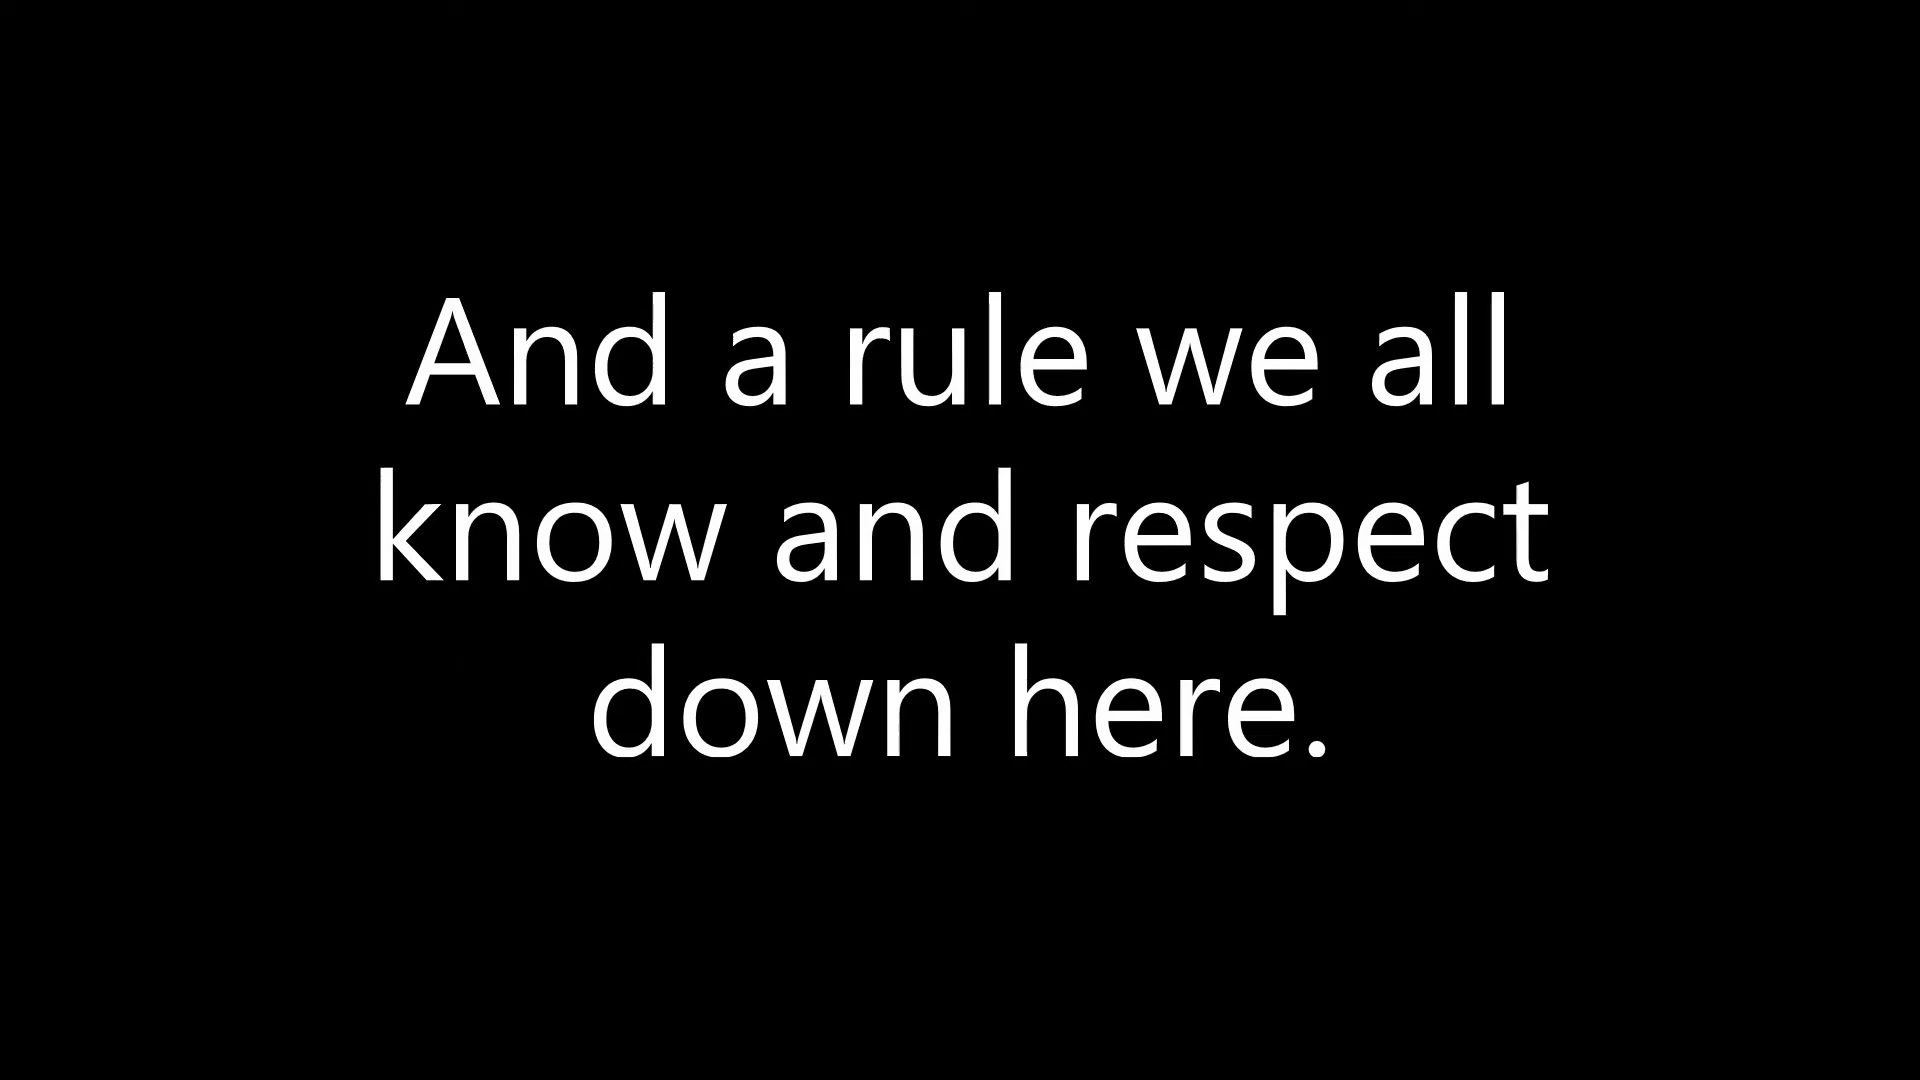 And a rule we all
know and respect
down here.